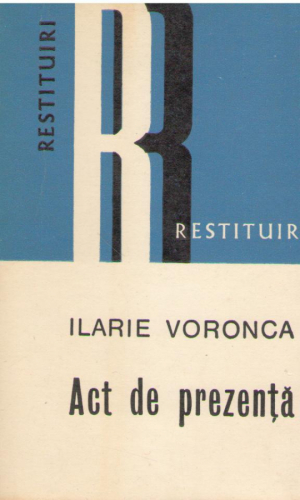 RESTITUIRI
R
RESTITUIR
ILARIE VORONCA
Act de prezență